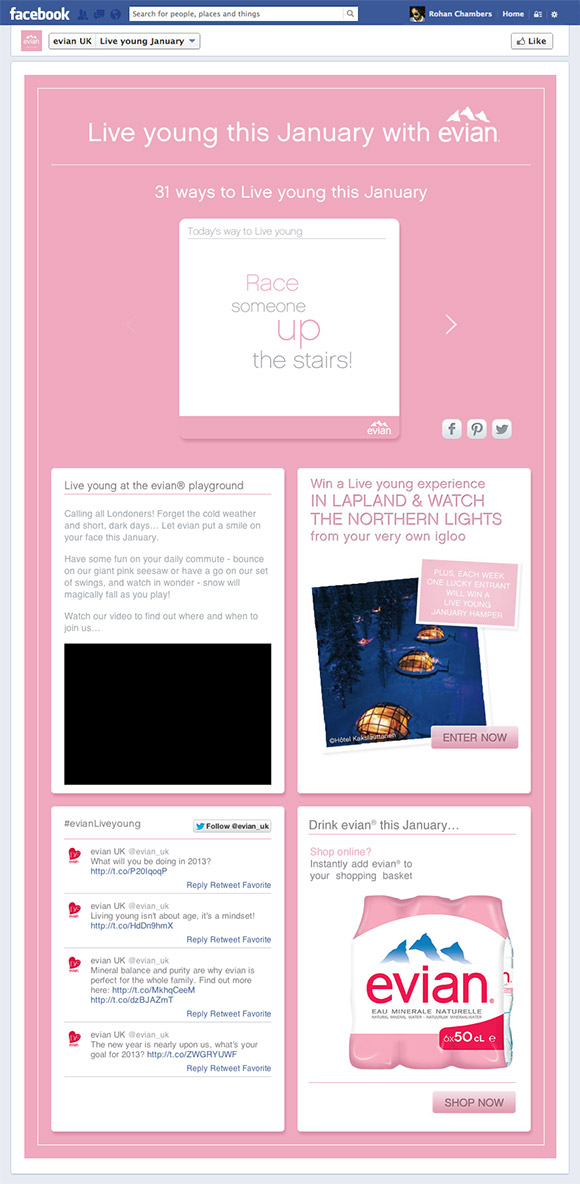 facebook
Search for people, places and things
Rohan Chambers
Home
evian
evian UK
Live young January
Like
Live young this January with evian.
31 ways to Live young this January
Today's way to Live young
Race
someone
up
the stairs!
evian.
Live young at the evian® playground
Calling all Londoners! Forget the cold weather
and short, dark days... Let evian put a smile on
your face this January.
Have some fun on your daily commute - bounce
on our giant pink seesaw or have a go on our set
of swings, and watch in wonder - snow will
magically fall as you play!
Watch our video to find out where and when to
join us...
Win a Live young experience
IN LAPLAND & WATCH
THE NORTHERN LIGHTS
from your very own igloo
PLUS, EACH WEEK
ONE LUCKY ENTRANT
WILL WIN A
LIVE YOUNG
JANUARY HAMPER
©Hôtel Kakslauttanen
ENTER NOW
#evianLiveyoung
Follow @evian_uk
evian UK @evian_uk
What will you be doing in 2013?
http://t.co/P20lqoqP
Reply Retweet Favorite
evian UK @evian_uk
Living young isn't about age, it's a mindset!
http://t.co/HdDn9hmX
Reply Retweet Favorite
evian UK @evian_uk
Mineral balance and purity are why evian is
perfect for the whole family. Find out more
here: http://t.co/MkhqCeeM
http://t.co/dzBJAZmT
Reply Retweet Favorite
evian UK @evian_uk
The new year is nearly upon us, what's your
goal for 2013? http://t.co/ZWGRYUWF
Reply Retweet Favorite
Drink evian® this January...
Shop online?
Instantly add evian® to
your shopping basket
evian.
EAU MINERALE NATURELLE
NATURAL MINERAL WATER - NATUURLIJK MINERAALWATER
6x50cL e
SHOP NOW